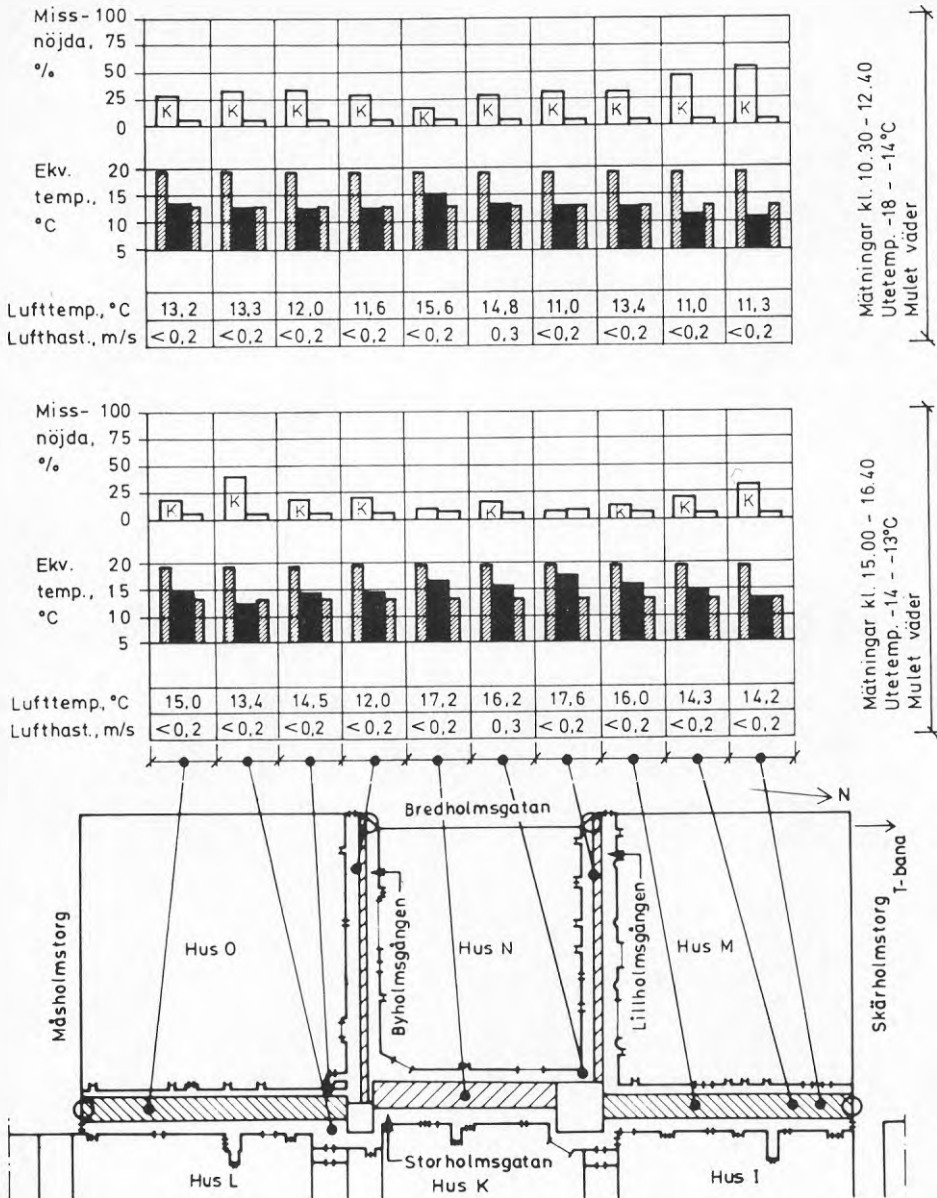 Miss- 100
nöjda, 75
% 50
25
K K K K K K K K K K
0
Ekv. 20
temp., 15
°C 10
5
Lufttemp., °C 13,2 13,3 12,0 11,6 15,6 14,8 11,0 13,4 11,0 11,3
Lufthast., m/s <0,2 <0,2 <0,2 <0,2 <0,2 0,3 <0,2 <0,2 <0,2 <0,2
Mätningar kl. 10.30 - 12.40
Utetemp. -18 - -14°C
Mulet väder
Miss- 100
nöjda, 75
% 50
25
K K K K K K K K
0
Ekv. 20
temp., 15
°C 10
5
Lufttemp., °C 15,0 13,4 14,5 12,0 17,2 16,2 17,6 16,0 14,3 14,2
Lufthast., m/s <0,2 <0,2 <0,2 <0,2 <0,2 0,3 <0,2 <0,2 <0,2 <0,2
Mätningar kl. 15.00 - 16.40
Utetemp. -14 - -13°C
Mulet väder
N
Bredholmsgatan
Måsholmstorg
Hus O
Byholmsgången
Hus N
Lillholmsgången
Hus M
Skärholmstorg
T-bana
Storholmsgatan
Hus L
Hus K
Hus I